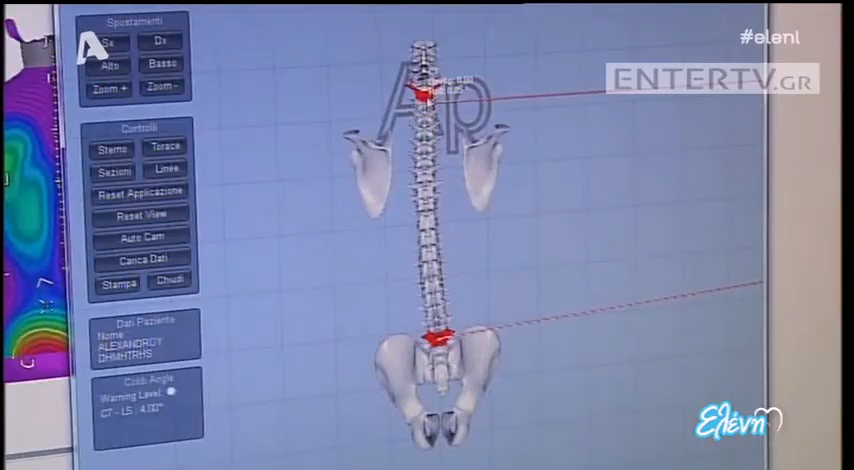 Spostamenti
Sx Dx
Alto Basso
Zoom + Zoom -
Controlli
Sterno Torace
Sezioni Linee
Reset Applicazione
Reset View
Auto Cam
Carica Dati
Stampa Chiudi
Dati Paziente
Nome
ALEXANDROY
DHMHTRHS
Cobb Angle
Warning Level:
C7 - L5 : 4.00°
Ap
#eleni
ENTERTV.GR
Ελένη